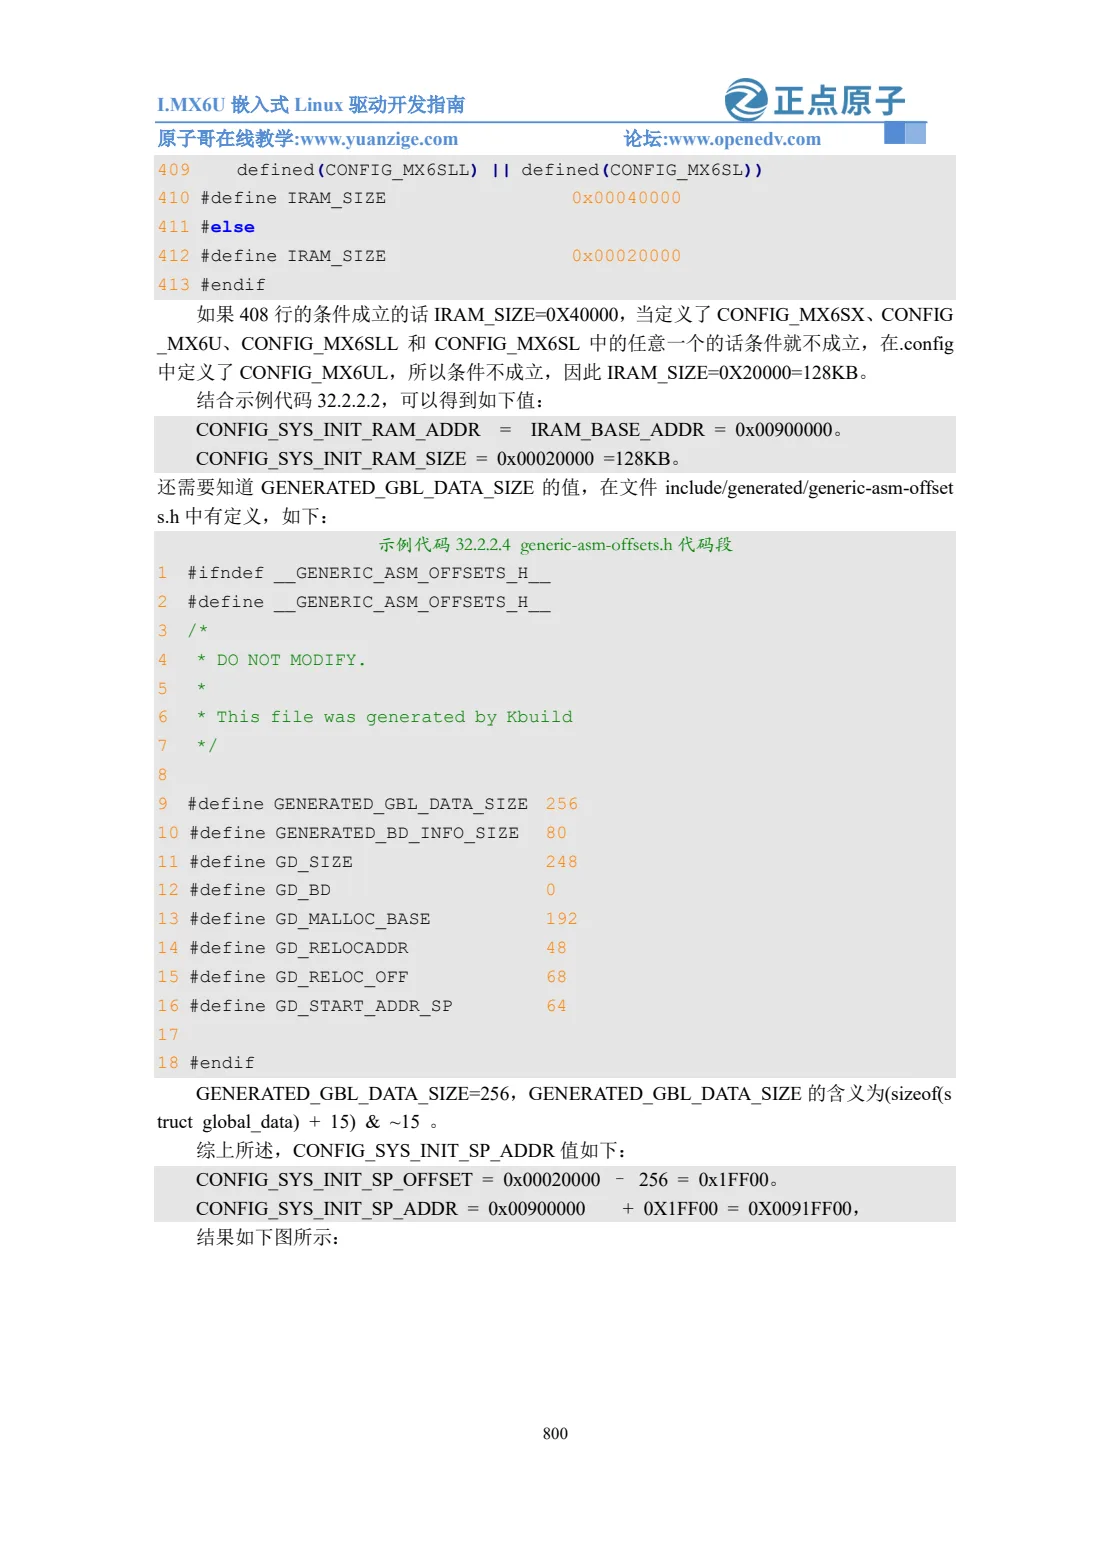 I.MX6U 嵌入式 Linux 驱动开发指南
正点原子
原子哥在线教学:www.yuanzige.com 论坛:www.openedv.com
409 defined(CONFIG_MX6SLL) || defined(CONFIG_MX6SL))
410 #define IRAM_SIZE 0x00040000
411 #else
412 #define IRAM_SIZE 0x00020000
413 #endif
如果 408 行的条件成立的话 IRAM_SIZE=0X40000，当定义了 CONFIG_MX6SX、CONFIG
_MX6U、CONFIG_MX6SLL 和 CONFIG_MX6SL 中的任意一个的话条件就不成立，在.config
中定义了 CONFIG_MX6UL，所以条件不成立，因此 IRAM_SIZE=0X20000=128KB。
结合示例代码 32.2.2.2，可以得到如下值：
CONFIG_SYS_INIT_RAM_ADDR = IRAM_BASE_ADDR = 0x00900000。
CONFIG_SYS_INIT_RAM_SIZE = 0x00020000 =128KB。
还需要知道 GENERATED_GBL_DATA_SIZE 的值，在文件 include/generated/generic-asm-offset
s.h 中有定义，如下：
示例代码 32.2.2.4 generic-asm-offsets.h 代码段
1 #ifndef __GENERIC_ASM_OFFSETS_H__
2 #define __GENERIC_ASM_OFFSETS_H__
3 /*
4 * DO NOT MODIFY.
5 *
6 * This file was generated by Kbuild
7 */
8
9 #define GENERATED_GBL_DATA_SIZE 256
10 #define GENERATED_BD_INFO_SIZE 80
11 #define GD_SIZE 248
12 #define GD_BD 0
13 #define GD_MALLOC_BASE 192
14 #define GD_RELOCADDR 48
15 #define GD_RELOC_OFF 68
16 #define GD_START_ADDR_SP 64
17
18 #endif
GENERATED_GBL_DATA_SIZE=256，GENERATED_GBL_DATA_SIZE 的含义为(sizeof(s
truct global_data) + 15) & ~15 。
综上所述，CONFIG_SYS_INIT_SP_ADDR 值如下：
CONFIG_SYS_INIT_SP_OFFSET = 0x00020000 – 256 = 0x1FF00。
CONFIG_SYS_INIT_SP_ADDR = 0x00900000 + 0X1FF00 = 0X0091FF00，
结果如下图所示：
800